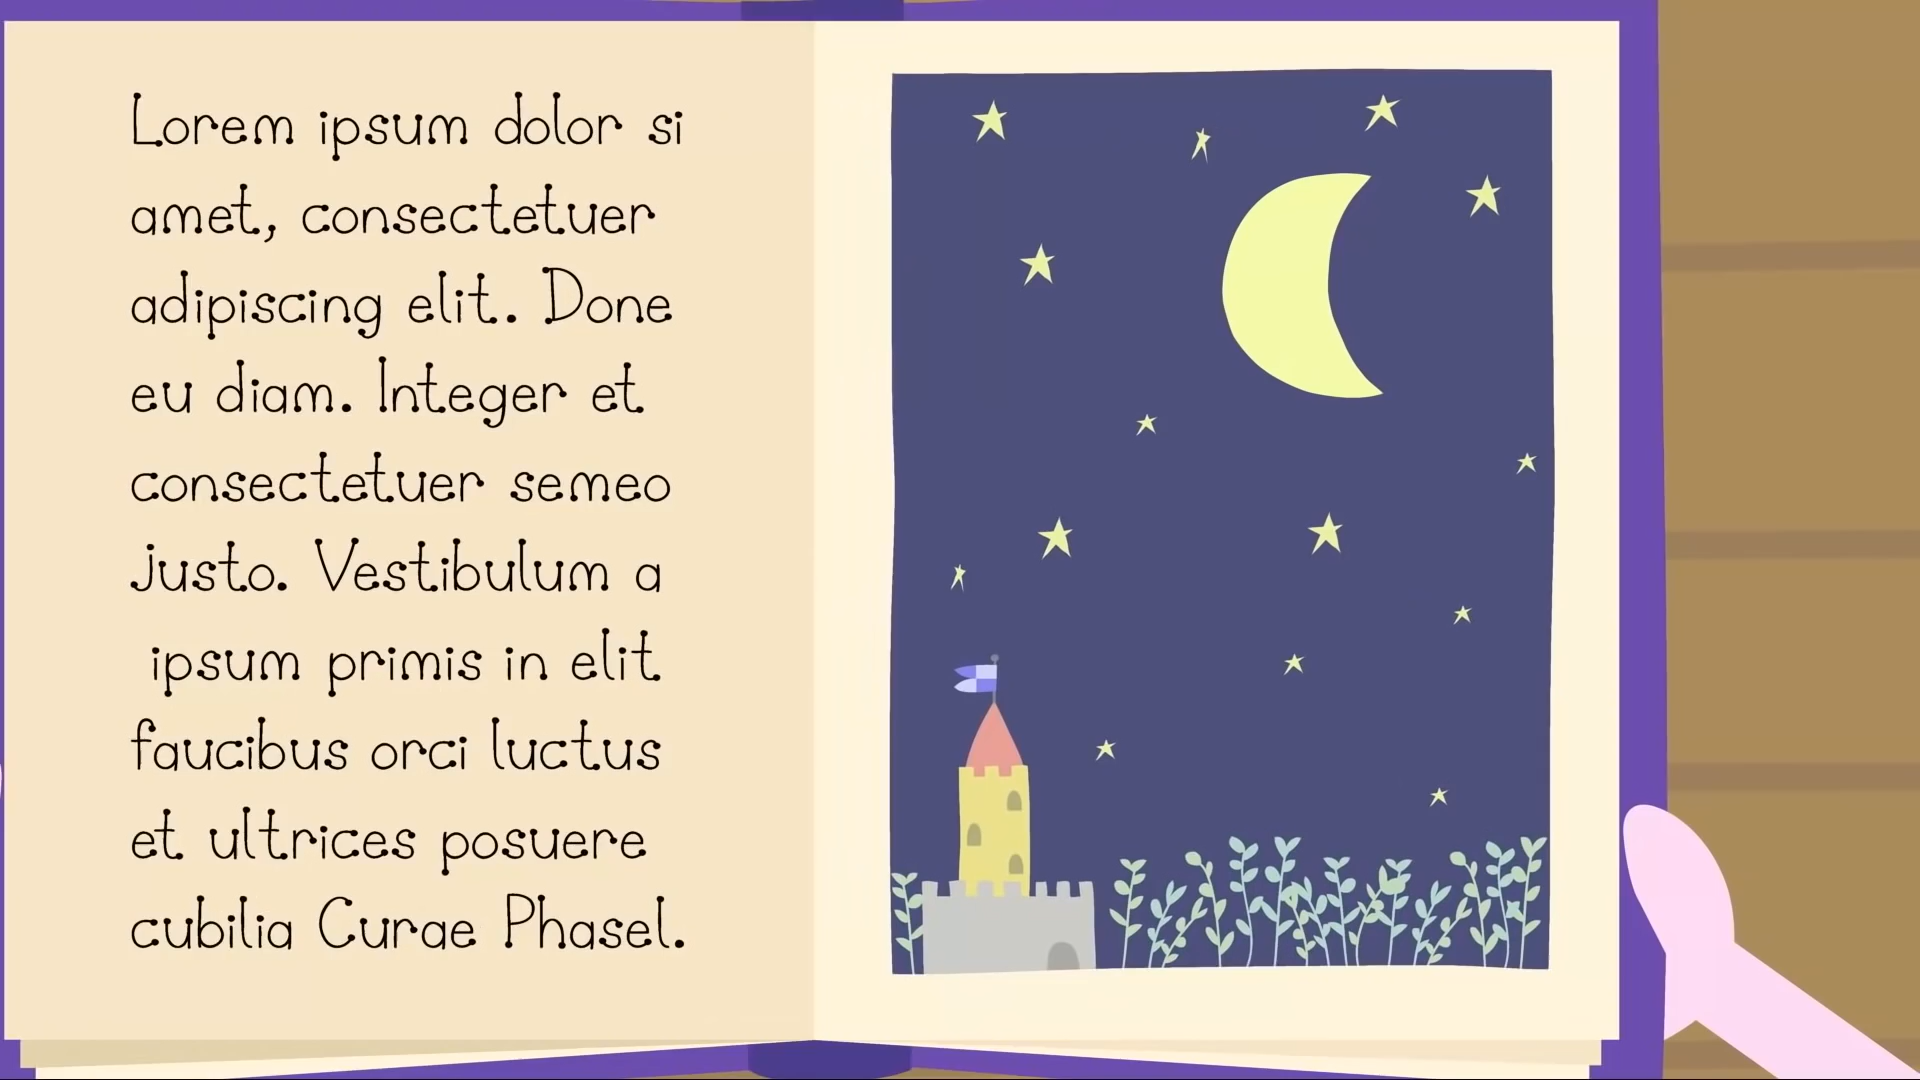 Lorem ipsum dolor si
amet, consectetuer
adipiscing elit. Done
eu diam. Integer et
consectetuer semeo
justo. Vestibulum a
ipsum primis in elit
faucibus orci luctus
et ultrices posuere
cubilia Curae Phasel.